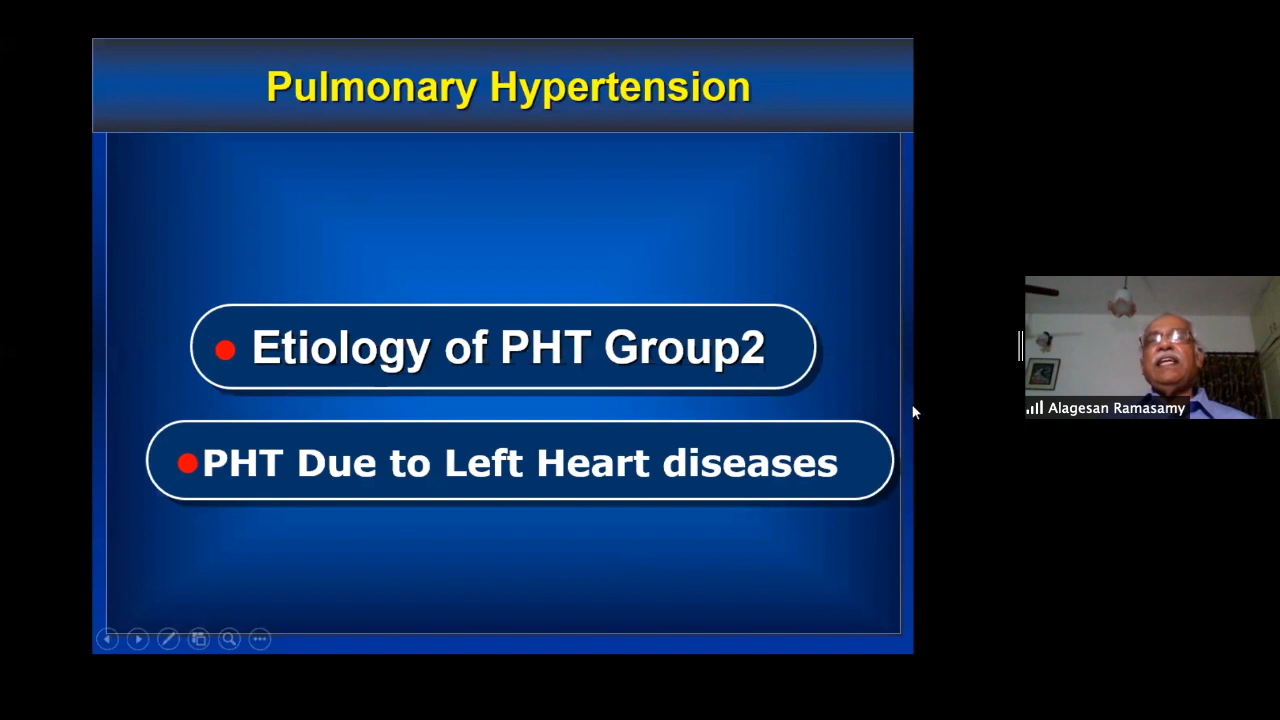 Pulmonary Hypertension
Etiology of PHT Group2
PHT Due to Left Heart diseases
Alagesan Ramasamy